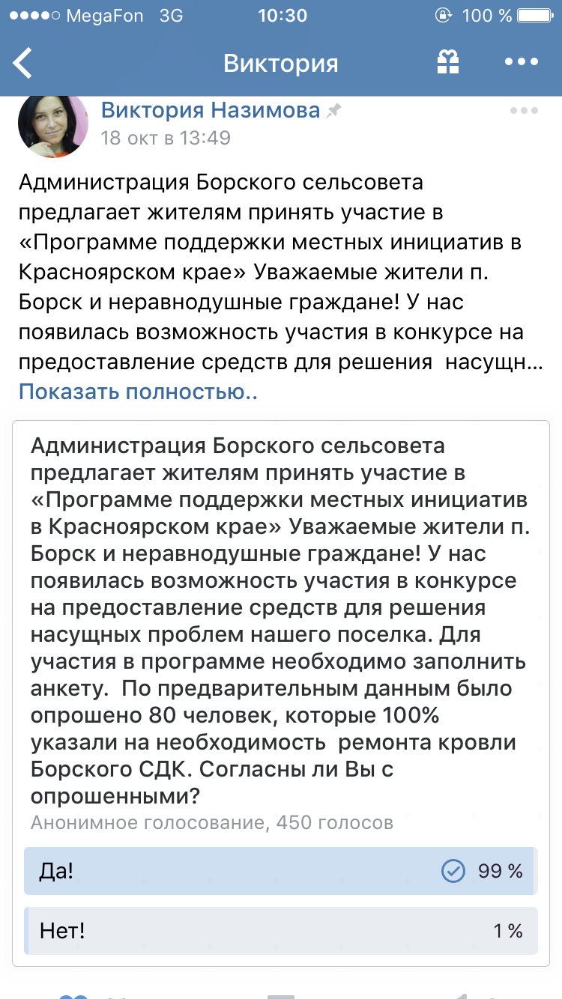 MegaFon 3G 10:30 100 %
Виктория
Виктория Назимова
18 окт в 13:49
Администрация Борского сельсовета
предлагает жителям принять участие в
«Программе поддержки местных инициатив в
Красноярском крае» Уважаемые жители п.
Борск и неравнодушные граждане! У нас
появилась возможность участия в конкурсе на
предоставление средств для решения  насущн...
Показать полностью..
Администрация Борского сельсовета
предлагает жителям принять участие в
«Программе поддержки местных инициатив
в Красноярском крае» Уважаемые жители п.
Борск и неравнодушные граждане! У нас
появилась возможность участия в конкурсе
на предоставление средств для решения
насущных проблем нашего поселка. Для
участия в программе необходимо заполнить
анкету.  По предварительным данным было
опрошено 80 человек, которые 100%
указали на необходимость  ремонта кровли
Борского СДК. Согласны ли Вы с
опрошенными?
Анонимное голосование, 450 голосов
Да! 99 %
Нет! 1 %